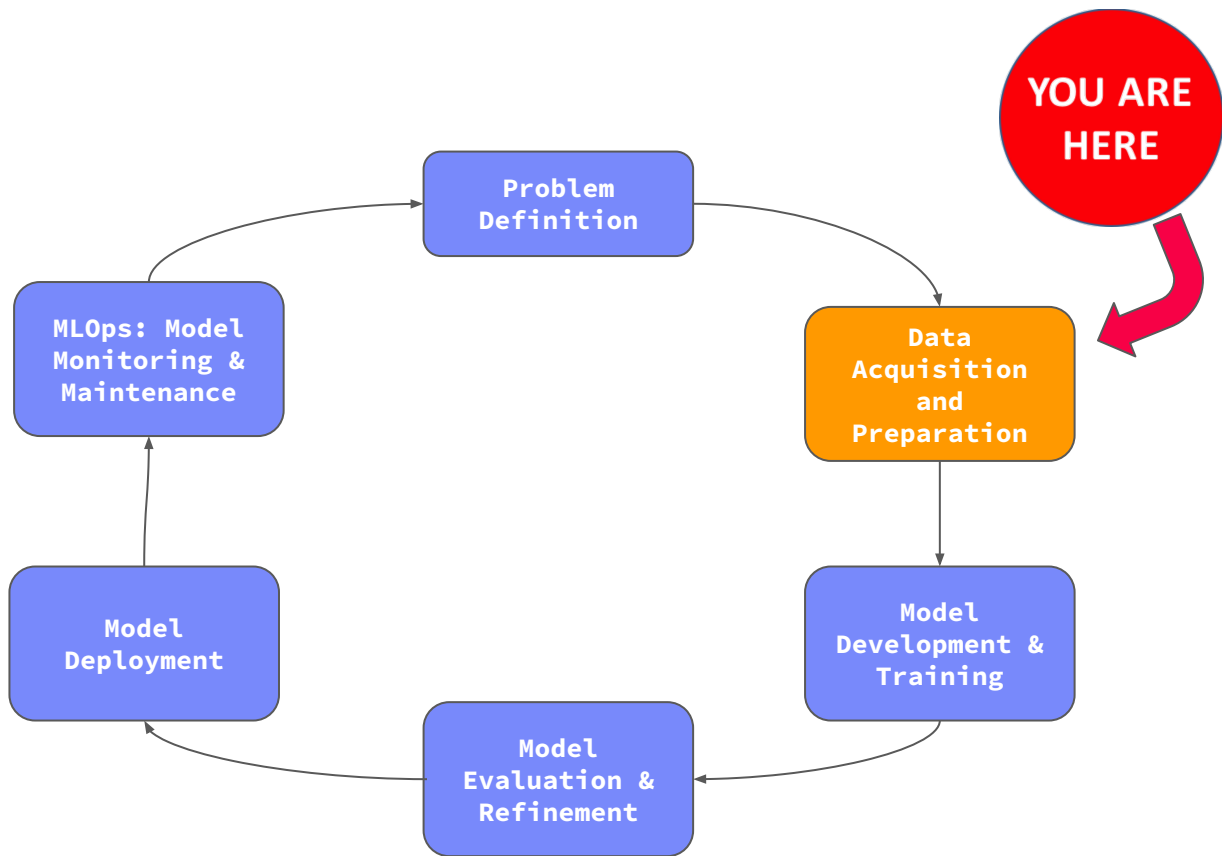 YOU ARE
HERE
Problem
Definition
Data
Acquisition
and
Preparation
Model
Development &
Training
Model
Evaluation &
Refinement
Model
Deployment
MLOps: Model
Monitoring &
Maintenance